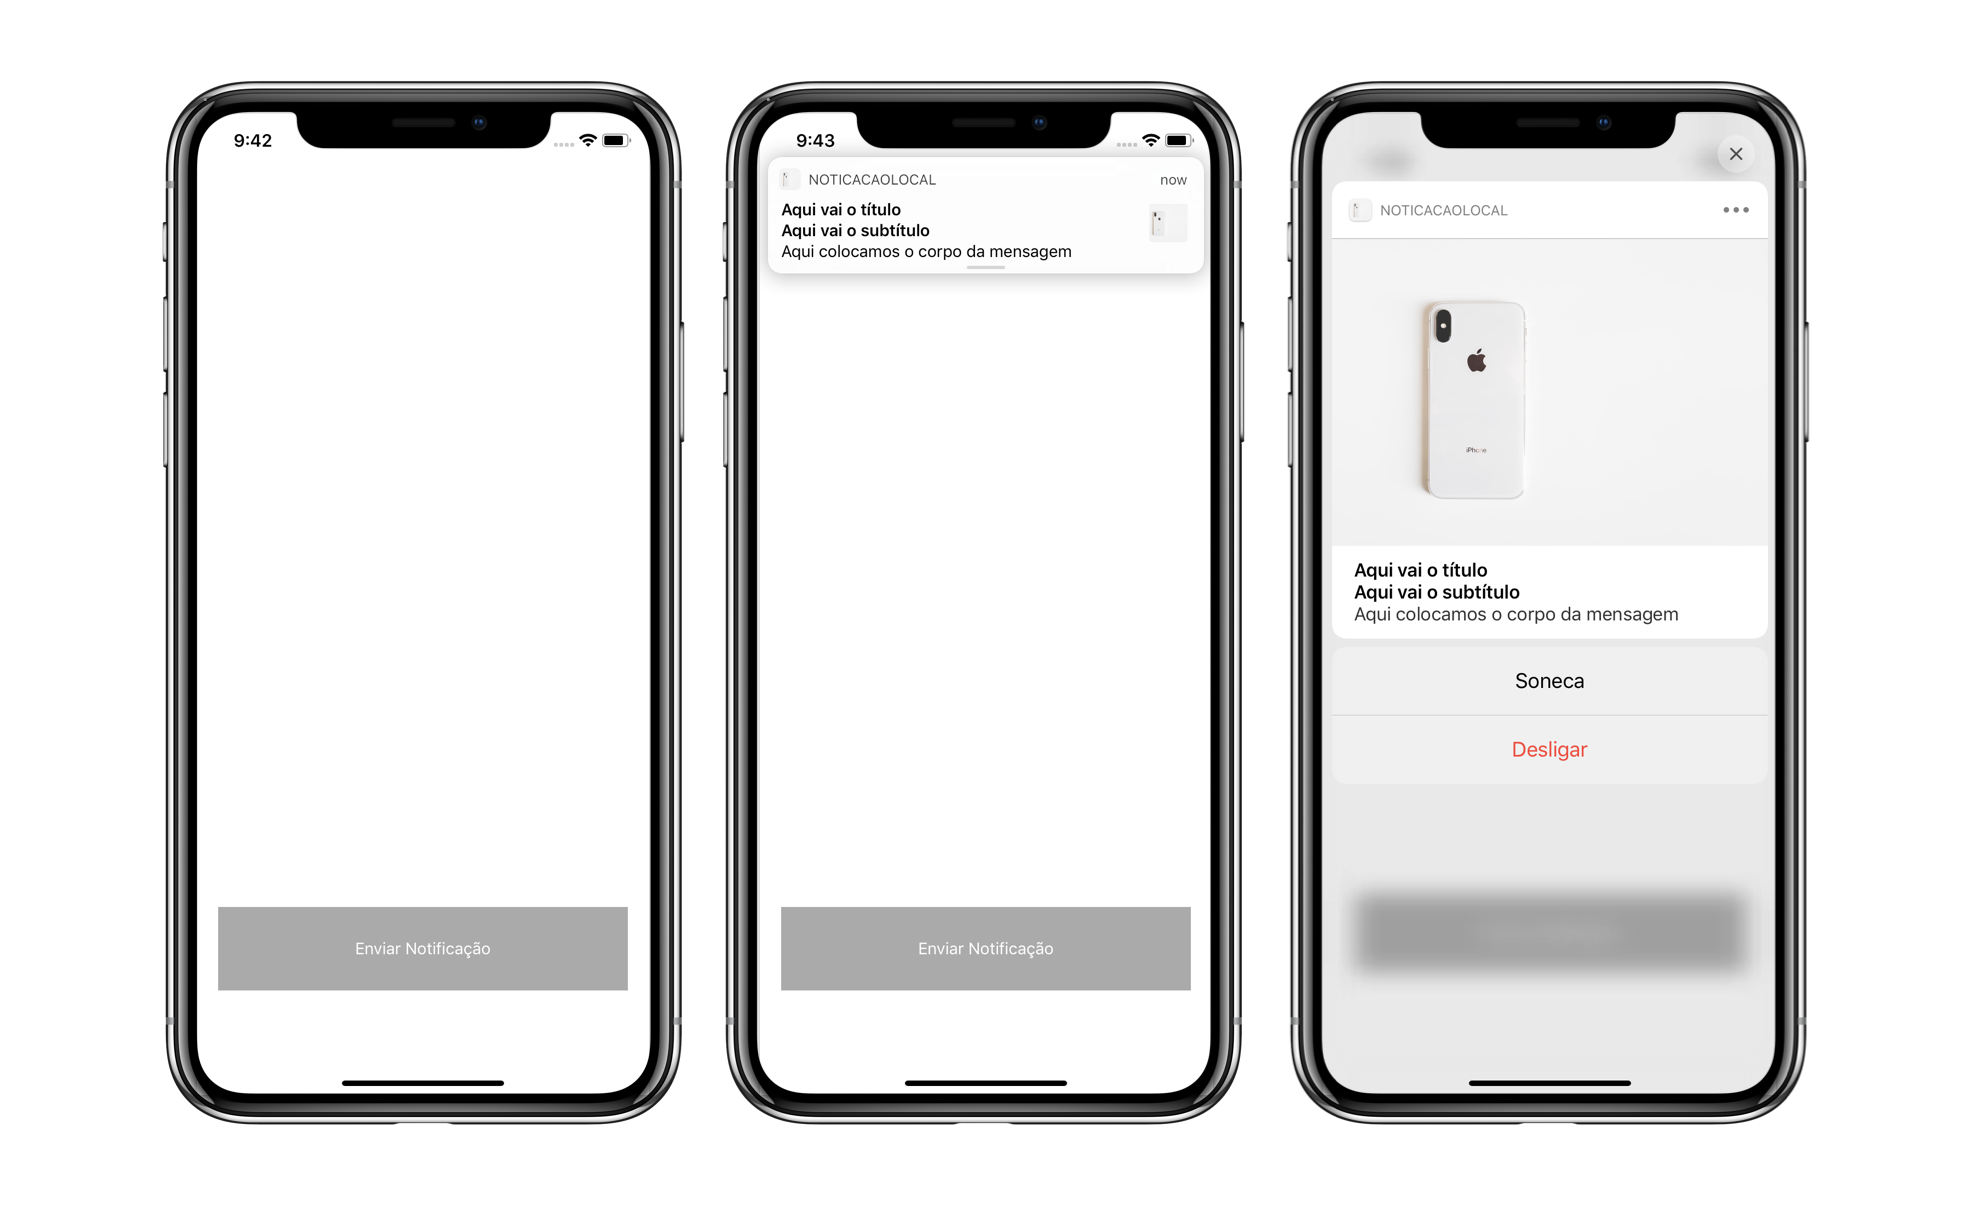 9:42
Enviar Notificação
9:43
NOTICACAOLOCAL
now
Aqui vai o título
Aqui vai o subtítulo
Aqui colocamos o corpo da mensagem
Enviar Notificação
NOTICACAOLOCAL
iPhone
Aqui vai o título
Aqui vai o subtítulo
Aqui colocamos o corpo da mensagem
Soneca
Desligar